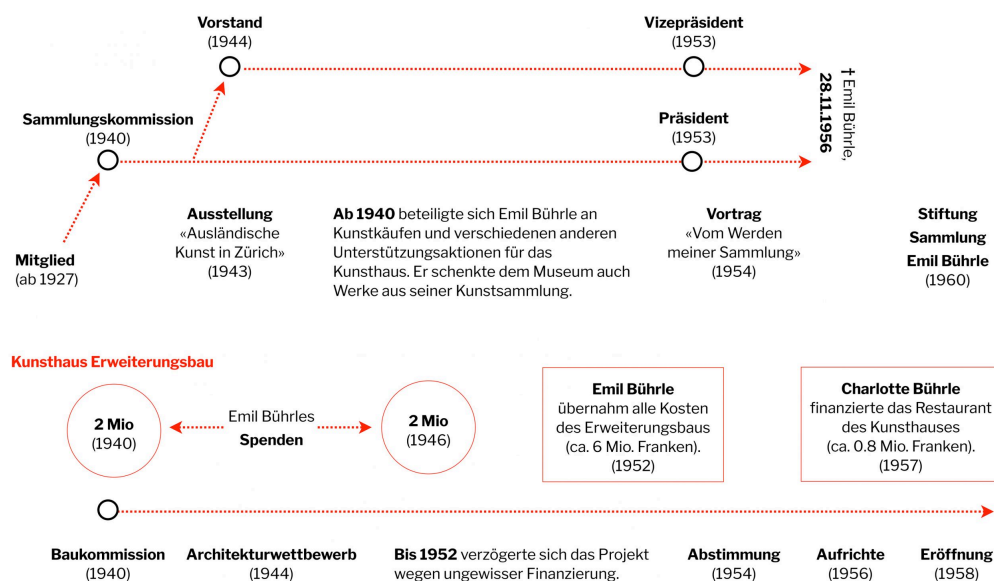 Vorstand
(1944)
Vizepräsident
(1953)
† Emil Bührle,
28.11.1956
Sammlungskommission
(1940)
Präsident
(1953)
Mitglied
(ab 1927)
Ausstellung
«Ausländische
Kunst in Zürich»
(1943)
Ab 1940 beteiligte sich Emil Bührle an
Kunstkäufen und verschiedenen anderen
Unterstützungsaktionen für das
Kunsthaus. Er schenkte dem Museum auch
Werke aus seiner Kunstsammlung.
Vortrag
«Vom Werden
meiner Sammlung»
(1954)
Stiftung
Sammlung
Emil Bührle
(1960)
Kunsthaus Erweiterungsbau
2 Mio
(1940)
Emil Bührles
Spenden
2 Mio
(1946)
Emil Bührle
übernahm alle Kosten
des Erweiterungsbaus
(ca. 6 Mio. Franken).
(1952)
Charlotte Bührle
finanzierte das Restaurant
des Kunsthauses
(ca. 0.8 Mio. Franken).
(1957)
Baukommission
(1940)
Architekturwettbewerb
(1944)
Bis 1952 verzögerte sich das Projekt
wegen ungewisser Finanzierung.
Abstimmung
(1954)
Aufrichte
(1956)
Eröffnung
(1958)